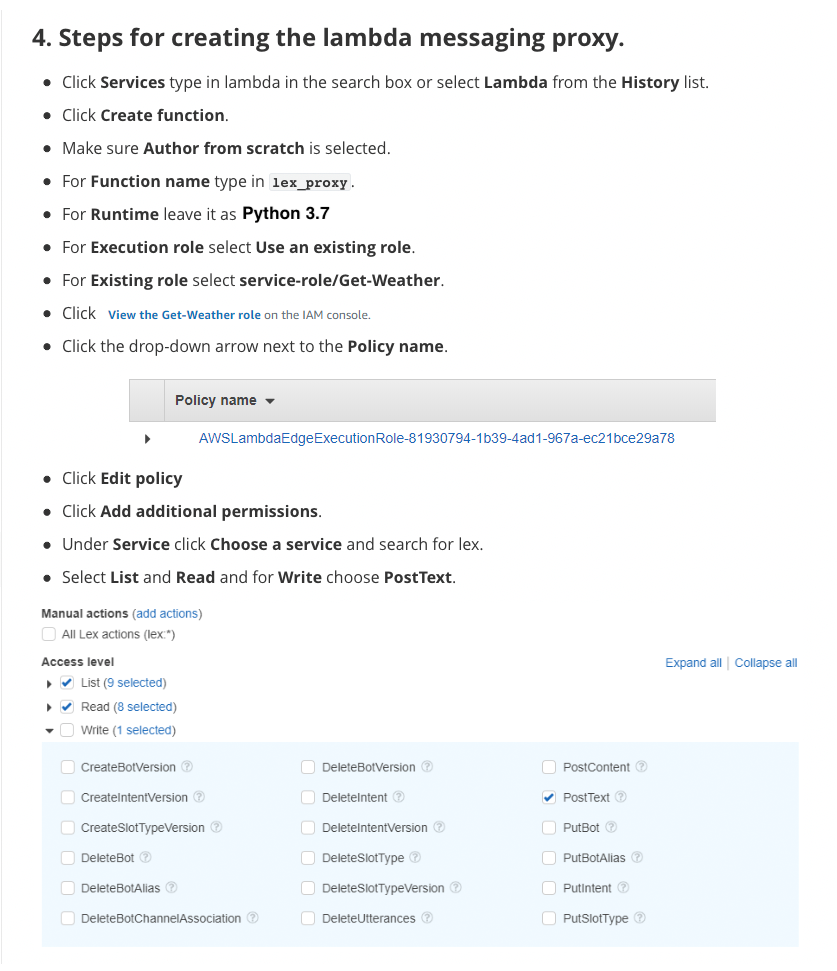 4. Steps for creating the lambda messaging proxy.
Click Services type in lambda in the search box or select Lambda from the History list.
Click Create function.
Make sure Author from scratch is selected.
For Function name type in lex_proxy.
For Runtime leave it as Python 3.7
For Execution role select Use an existing role.
For Existing role select service-role/Get-Weather.
Click View the Get-Weather role on the IAM console.
Click the drop-down arrow next to the Policy name.
Policy name
AWSLambdaEdgeExecutionRole-81930794-1b39-4ad1-967a-ec21bce29a78
Click Edit policy
Click Add additional permissions.
Under Service click Choose a service and search for lex.
Select List and Read and for Write choose PostText.
Manual actions (add actions)
All Lex actions (lex:*)
Access level Expand all | Collapse all
List (9 selected)
Read (8 selected)
Write (1 selected)
CreateBotVersion ? DeleteBotVersion ? PostContent ?
CreateIntentVersion ? DeleteIntent ? PostText ?
CreateSlotTypeVersion ? DeleteIntentVersion ? PutBot ?
DeleteBot ? DeleteSlotType ? PutBotAlias ?
DeleteBotAlias ? DeleteSlotTypeVersion ? PutIntent ?
DeleteBotChannelAssociation ? DeleteUtterances ? PutSlotType ?